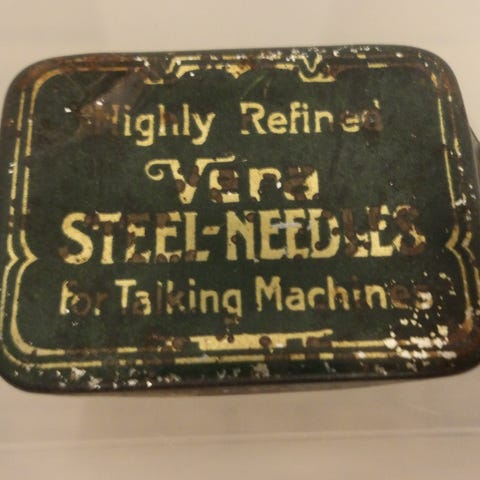 Highly Refined
Vera
STEEL-NEEDLES
for Talking Machines